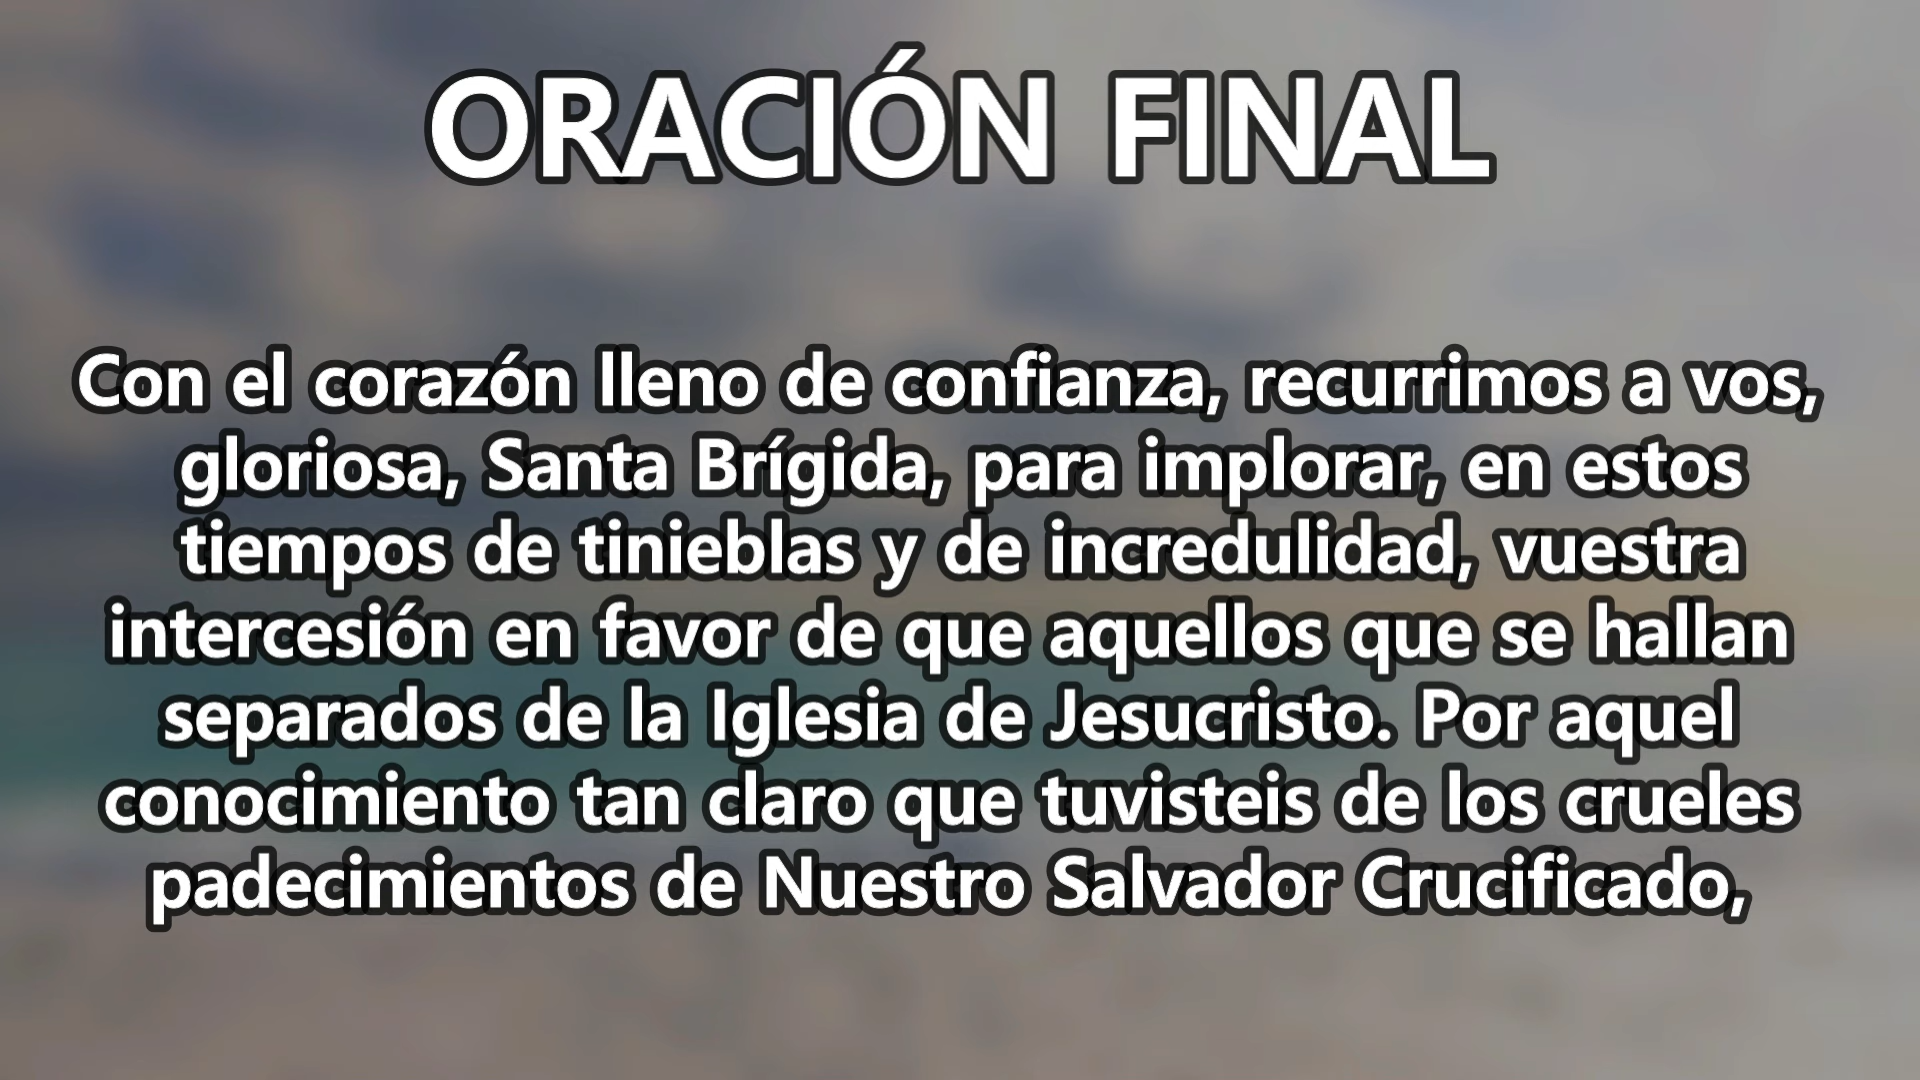 ORACIÓN FINAL
Con el corazón lleno de confianza, recurrimos a vos,
gloriosa, Santa Brígida, para implorar, en estos
tiempos de tinieblas y de incredulidad, vuestra
intercesión en favor de que aquellos que se hallan
separados de la Iglesia de Jesucristo. Por aquel
conocimiento tan claro que tuvisteis de los crueles
padecimientos de Nuestro Salvador Crucificado,